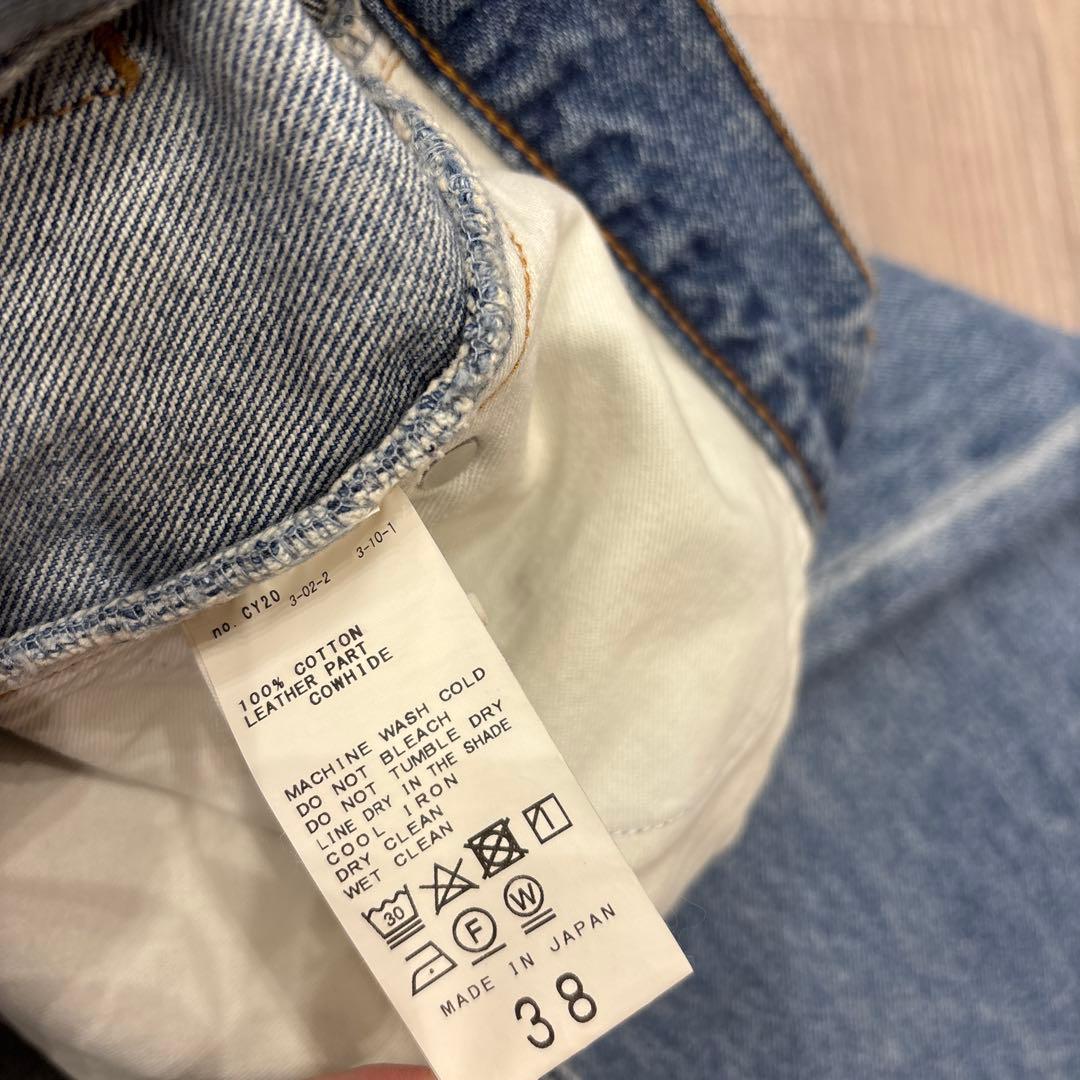 no. CY20 3-02-2 3-10-1
100% COTTON
LEATHER PART
COWHIDE
MACHINE WASH COLD
DO NOT BLEACH
DO NOT TUMBLE DRY
LINE DRY IN THE SHADE
COOL IRON
DRY CLEAN
WET CLEAN
30
F W
MADE IN JAPAN
38